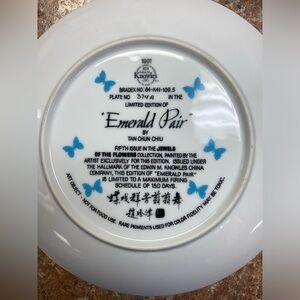 1991
Knowles
BRADEX NO: 84-K41-109.5
PLATE NO IN THE
LIMITED EDITION OF
"Emerald Pair"
BY
TAN CHUN CHIU
FIFTH ISSUE IN THE JEWELS
OF THE FLOWERS COLLECTION, PAINTED BY THE
ARTIST EXCLUSIVELY FOR THIS EDITION. ISSUED UNDER
THE HALLMARK OF THE EDWIN M. KNOWLES CHINA
COMPANY, THIS EDITION OF "EMERALD PAIR"
IS LIMITED TO A MAXIMUM FIRING
SCHEDULE OF 150 DAYS.
ART OBJECT - NOT FOR FOOD USE. RARE PIGMENTS USED FOR COLOR FIDELITY MAY BE TOXIC.